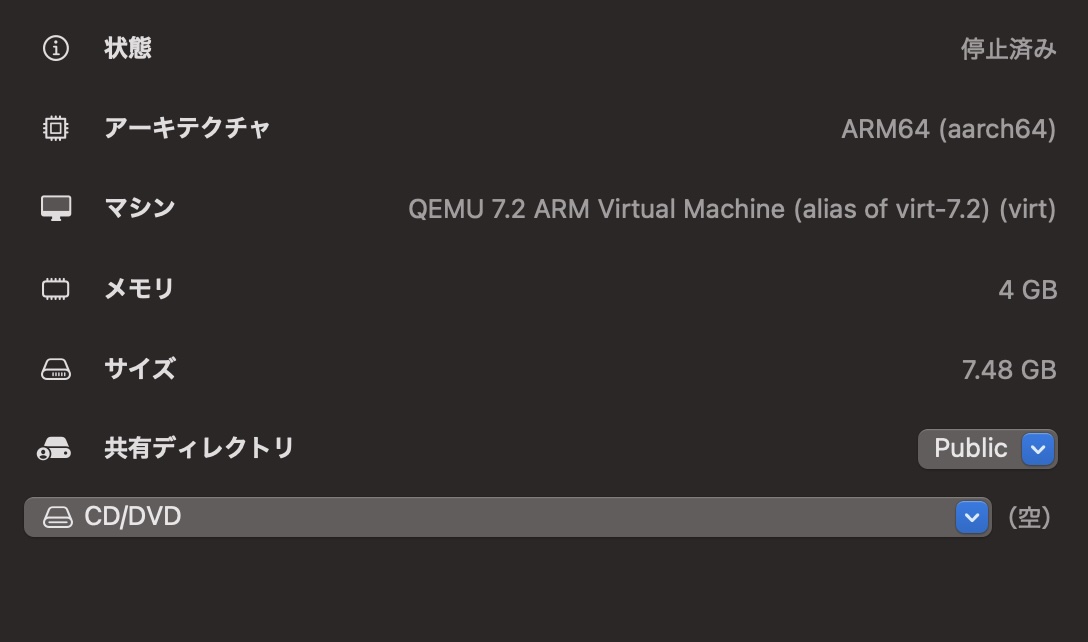 状態 停止済み
アーキテクチャ ARM64 (aarch64)
マシン QEMU 7.2 ARM Virtual Machine (alias of virt-7.2) (virt)
メモリ 4 GB
サイズ 7.48 GB
共有ディレクトリ Public
CD/DVD (空)